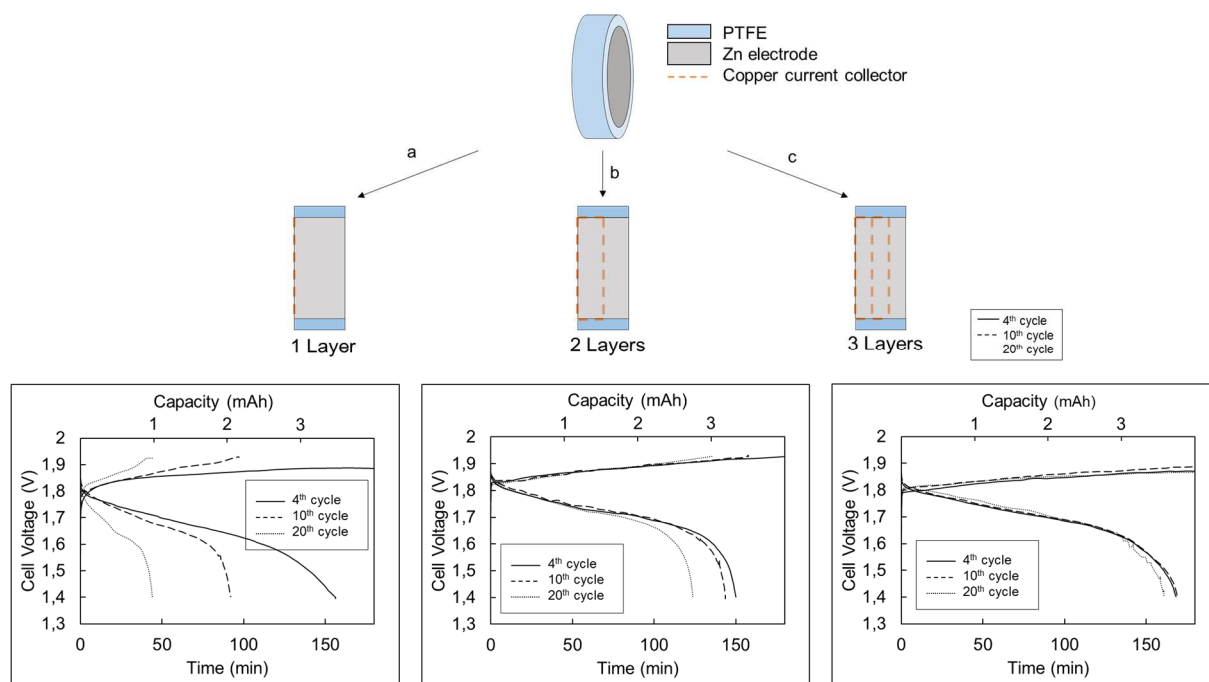 PTFE
Zn electrode
Copper current collector
a
b
c
1 Layer
2 Layers
3 Layers
4th cycle
10th cycle
20th cycle
Capacity (mAh)
0 1 2 3
2
1,9
1,8
1,7
1,6
1,5
1,4
1,3
Cell Voltage (V)
4th cycle
10th cycle
20th cycle
0 50 100 150
Time (min)
Capacity (mAh)
1 2 3
2
1,9
1,8
1,7
1,6
1,5
1,4
1,3
Cell Voltage (V)
4th cycle
10th cycle
20th cycle
0 50 100 150
Time (min)
Capacity (mAh)
1 2 3
2
1,9
1,8
1,7
1,6
1,5
1,4
1,3
Cell Voltage (V)
4th cycle
10th cycle
20th cycle
0 50 100 150
Time (min)